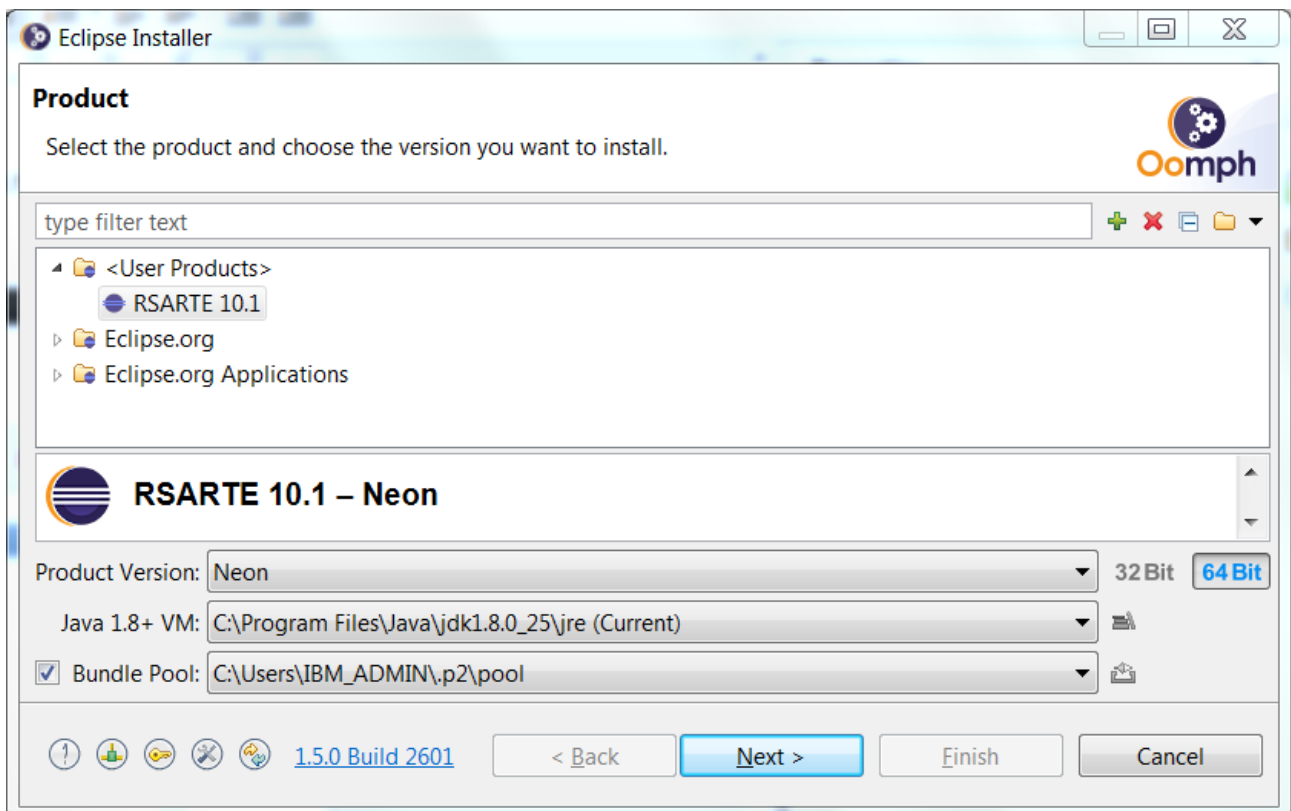 Eclipse Installer
Product
Select the product and choose the version you want to install.
Oomph
type filter text
<User Products>
RSARTE 10.1
Eclipse.org
Eclipse.org Applications
RSARTE 10.1 – Neon
Product Version: Neon 32 Bit 64 Bit
Java 1.8+ VM: C:\Program Files\Java\jdk1.8.0_25\jre (Current)
Bundle Pool: C:\Users\IBM_ADMIN\.p2\pool
1.5.0 Build 2601 < Back Next > Finish Cancel